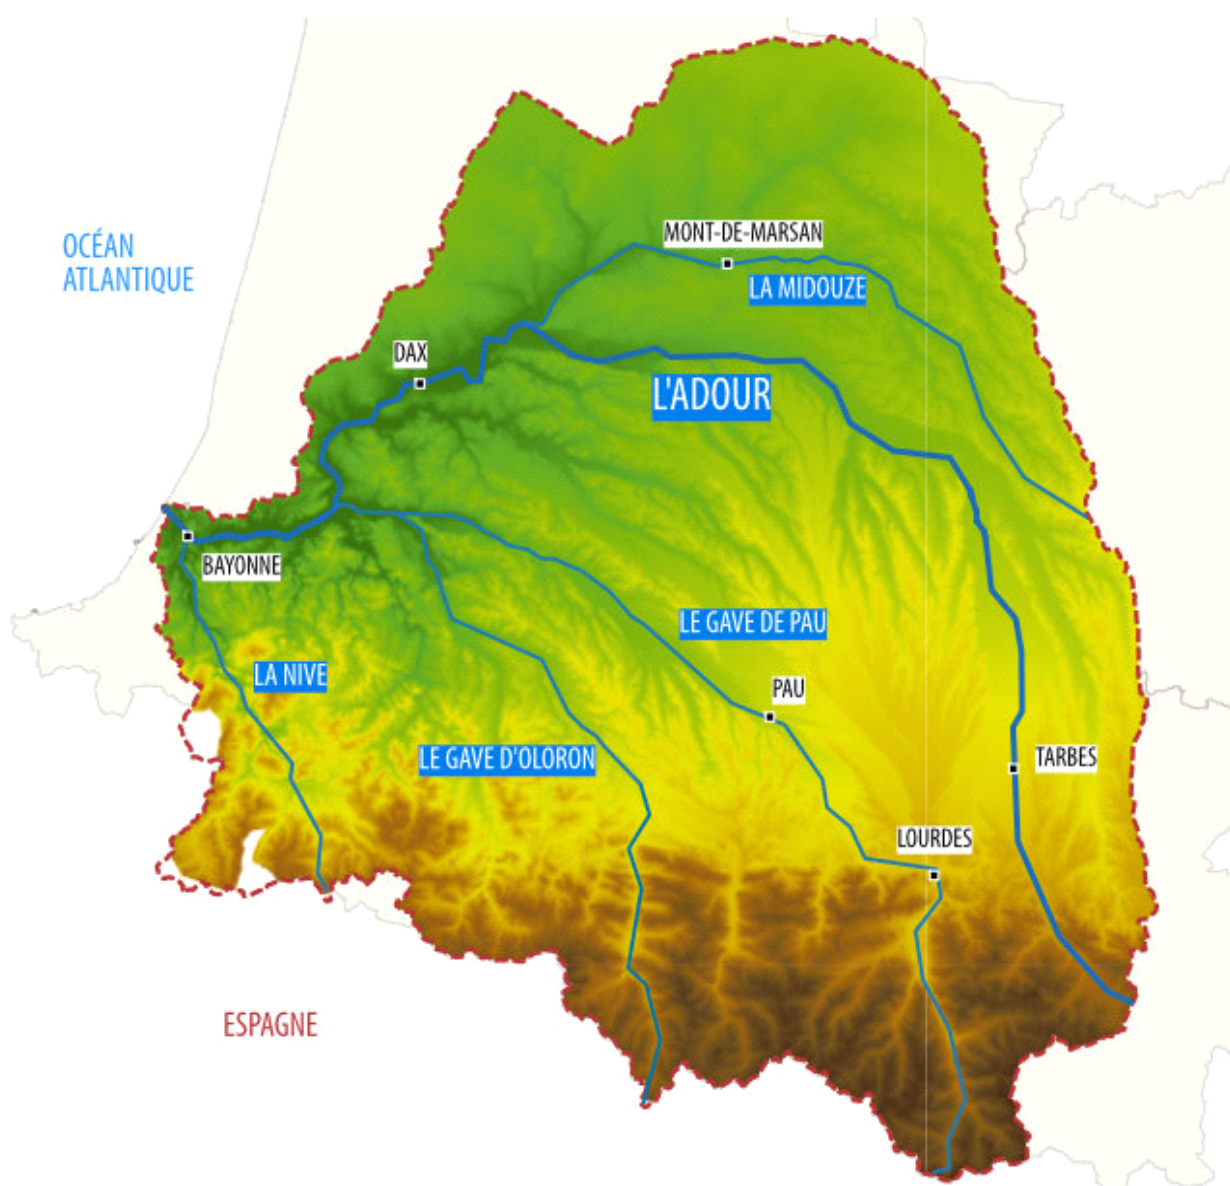 MONT-DE-MARSAN
OCÉAN
ATLANTIQUE
LA MIDOUZE
DAX
L'ADOUR
BAYONNE
LE GAVE DE PAU
LA NIVE
PAU
LE GAVE D'OLORON
TARBES
LOURDES
ESPAGNE